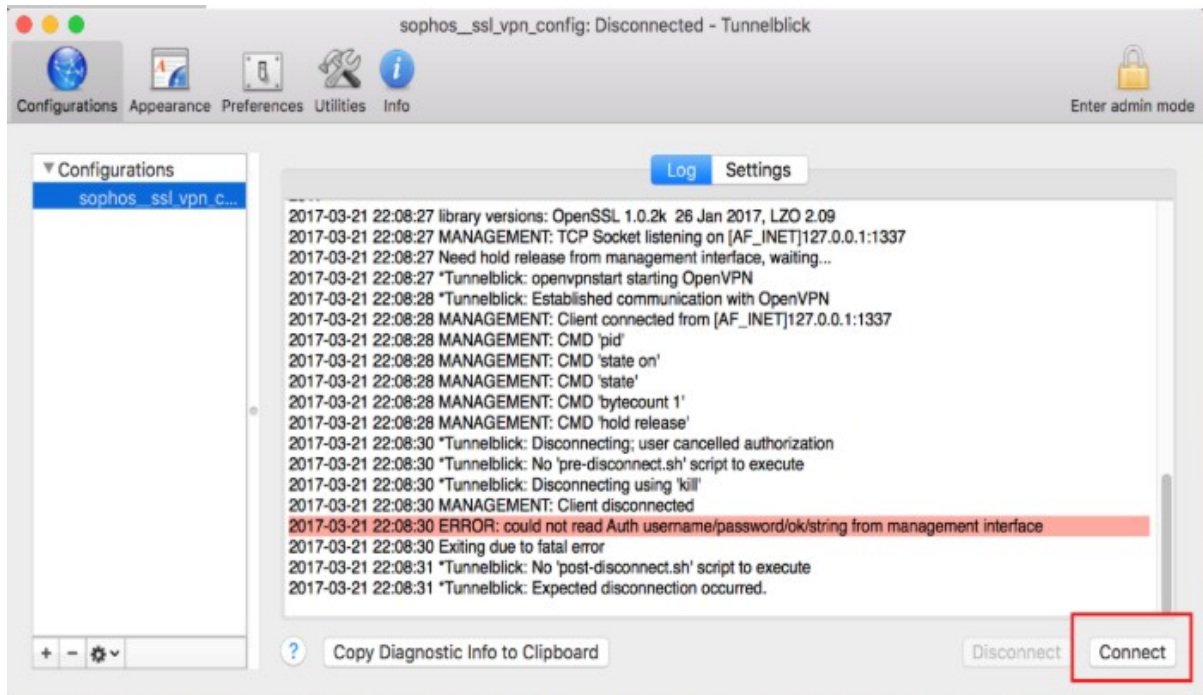 sophos__ssl_vpn_config: Disconnected - Tunnelblick
Configurations Appearance Preferences Utilities Info
Enter admin mode
Configurations
sophos__ssl_vpn_c...
Log Settings
2017-03-21 22:08:27 library versions: OpenSSL 1.0.2k 26 Jan 2017, LZO 2.09
2017-03-21 22:08:27 MANAGEMENT: TCP Socket listening on [AF_INET]127.0.0.1:1337
2017-03-21 22:08:27 Need hold release from management interface, waiting...
2017-03-21 22:08:27 *Tunnelblick: openvpnstart starting OpenVPN
2017-03-21 22:08:28 *Tunnelblick: Established communication with OpenVPN
2017-03-21 22:08:28 MANAGEMENT: Client connected from [AF_INET]127.0.0.1:1337
2017-03-21 22:08:28 MANAGEMENT: CMD 'pid'
2017-03-21 22:08:28 MANAGEMENT: CMD 'state on'
2017-03-21 22:08:28 MANAGEMENT: CMD 'state'
2017-03-21 22:08:28 MANAGEMENT: CMD 'bytecount 1'
2017-03-21 22:08:28 MANAGEMENT: CMD 'hold release'
2017-03-21 22:08:30 *Tunnelblick: Disconnecting; user cancelled authorization
2017-03-21 22:08:30 *Tunnelblick: No 'pre-disconnect.sh' script to execute
2017-03-21 22:08:30 *Tunnelblick: Disconnecting using 'kill'
2017-03-21 22:08:30 MANAGEMENT: Client disconnected
2017-03-21 22:08:30 ERROR: could not read Auth username/password/ok/string from management interface
2017-03-21 22:08:30 Exiting due to fatal error
2017-03-21 22:08:31 *Tunnelblick: No 'post-disconnect.sh' script to execute
2017-03-21 22:08:31 *Tunnelblick: Expected disconnection occurred.
+ - ? Copy Diagnostic Info to Clipboard Disconnect Connect